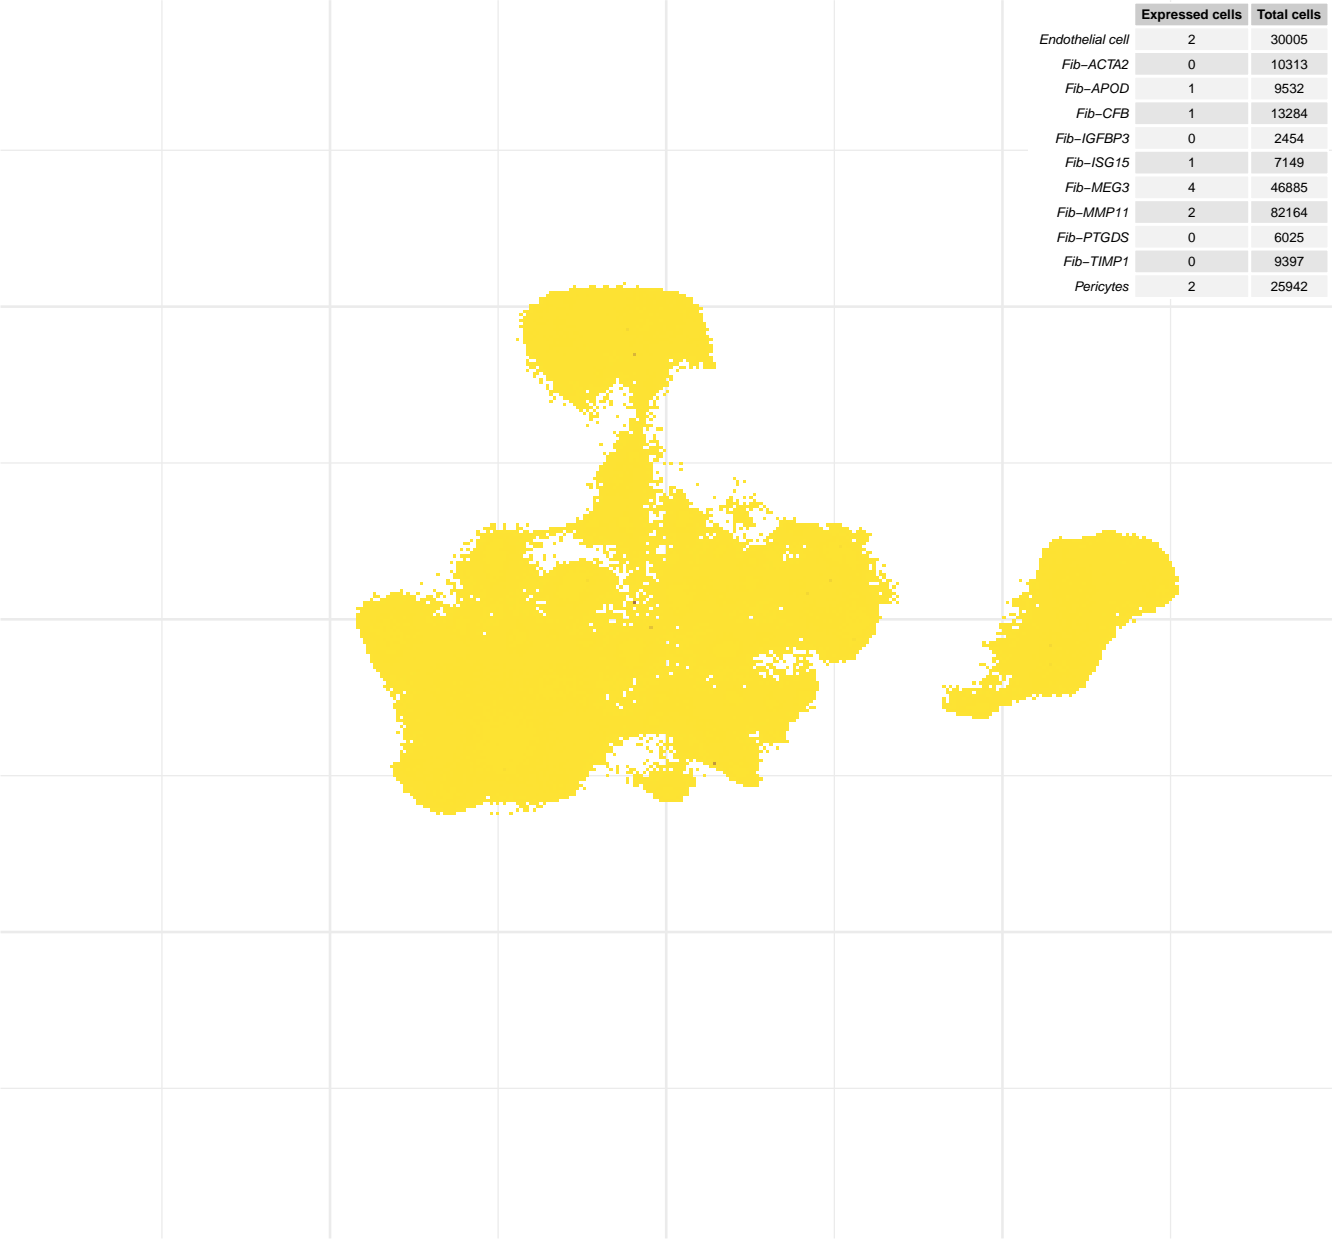 Expressed cells Total cells
Endothelial cell 2 30005
Fib−ACTA2 0 10313
Fib−APOD 1 9532
Fib−CFB 1 13284
Fib−IGFBP3 0 2454
Fib−ISG15 1 7149
Fib−MEG3 4 46885
Fib−MMP11 2 82164
Fib−PTGDS 0 6025
Fib−TIMP1 0 9397
Pericytes 2 25942